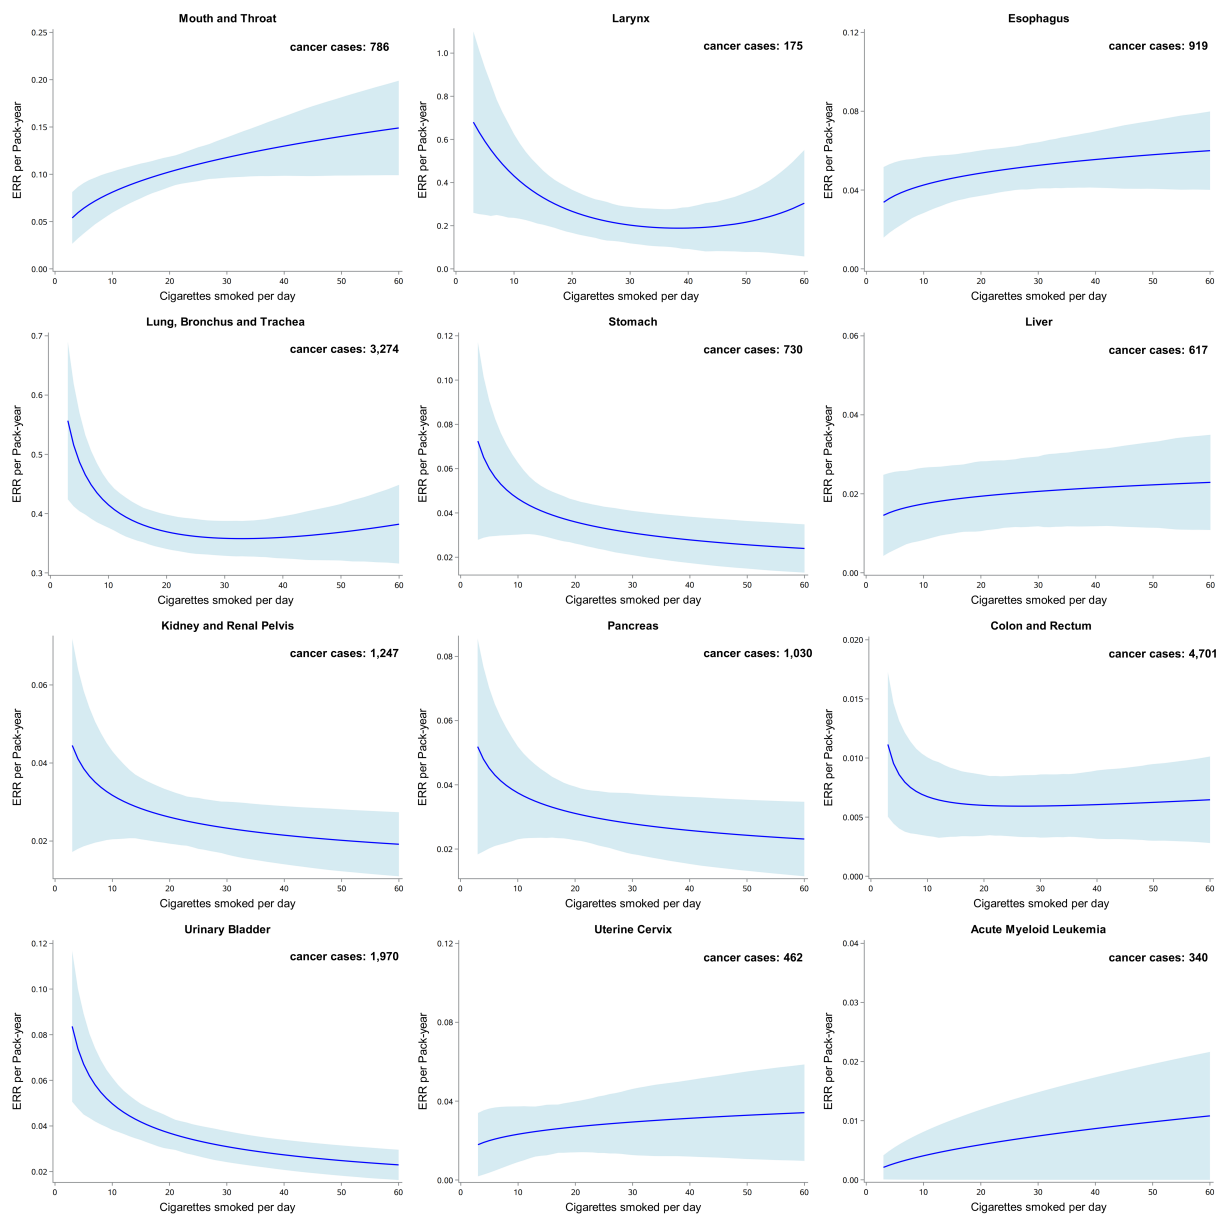 Mouth and Throat
cancer cases: 786
ERR per Pack-year
0.25
0.20
0.15
0.10
0.05
0.00
0 10 20 30 40 50 60
Cigarettes smoked per day
Larynx
cancer cases: 175
ERR per Pack-year
1.0
0.8
0.6
0.4
0.2
0.0
0 10 20 30 40 50 60
Cigarettes smoked per day
Esophagus
cancer cases: 919
ERR per Pack-year
0.12
0.08
0.04
0.00
0 10 20 30 40 50 60
Cigarettes smoked per day
Lung, Bronchus and Trachea
cancer cases: 3,274
ERR per Pack-year
0.7
0.6
0.5
0.4
0.3
0 10 20 30 40 50 60
Cigarettes smoked per day
Stomach
cancer cases: 730
ERR per Pack-year
0.12
0.10
0.08
0.06
0.04
0.02
0 10 20 30 40 50 60
Cigarettes smoked per day
Liver
cancer cases: 617
ERR per Pack-year
0.06
0.04
0.02
0.00
0 10 20 30 40 50 60
Cigarettes smoked per day
Kidney and Renal Pelvis
cancer cases: 1,247
ERR per Pack-year
0.06
0.04
0.02
0 10 20 30 40 50 60
Cigarettes smoked per day
Pancreas
cancer cases: 1,030
ERR per Pack-year
0.08
0.06
0.04
0.02
0 10 20 30 40 50 60
Cigarettes smoked per day
Colon and Rectum
cancer cases: 4,701
ERR per Pack-year
0.020
0.015
0.010
0.005
0.000
0 10 20 30 40 50 60
Cigarettes smoked per day
Urinary Bladder
cancer cases: 1,970
ERR per Pack-year
0.12
0.10
0.08
0.06
0.04
0.02
0 10 20 30 40 50 60
Cigarettes smoked per day
Uterine Cervix
cancer cases: 462
ERR per Pack-year
0.12
0.08
0.04
0.00
0 10 20 30 40 50 60
Cigarettes smoked per day
Acute Myeloid Leukemia
cancer cases: 340
ERR per Pack-year
0.04
0.03
0.02
0.01
0.00
0 10 20 30 40 50 60
Cigarettes smoked per day